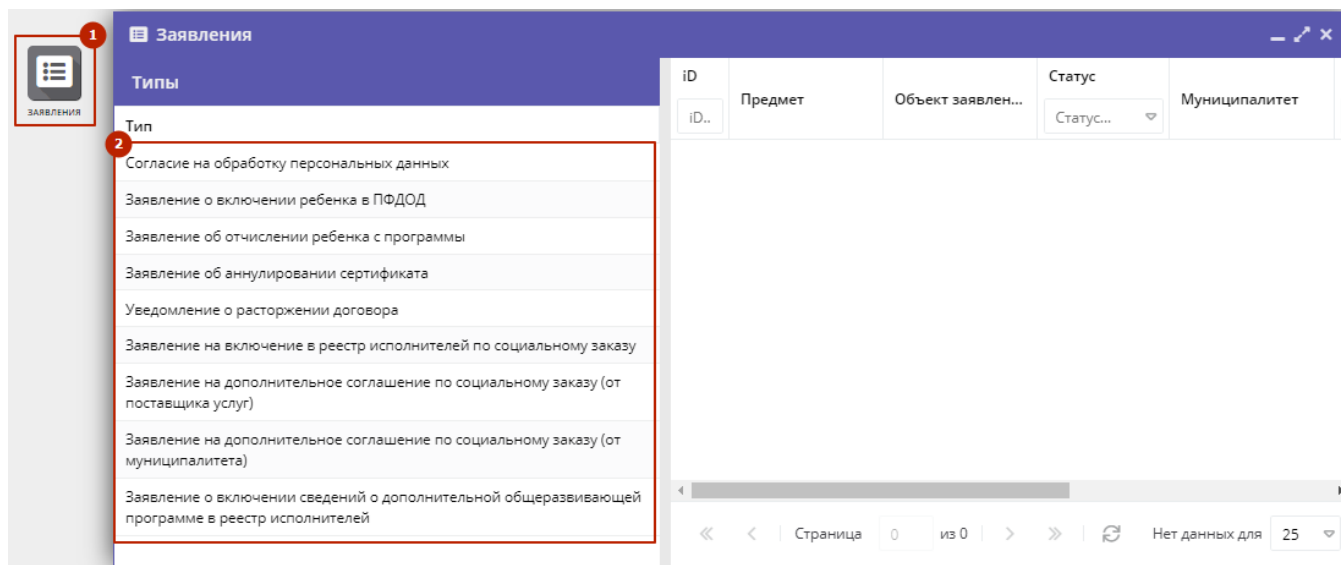 1
ЗАЯВЛЕНИЯ
Заявления
Типы
Тип
2
Согласие на обработку персональных данных
Заявление о включении ребенка в ПФДОД
Заявление об отчислении ребенка с программы
Заявление об аннулировании сертификата
Уведомление о расторжении договора
Заявление на включение в реестр исполнителей по социальному заказу
Заявление на дополнительное соглашение по социальному заказу (от
поставщика услуг)
Заявление на дополнительное соглашение по социальному заказу (от
муниципалитета)
Заявление о включении сведений о дополнительной общеразвивающей
программе в реестр исполнителей
iD
iD..
Предмет
Объект заявлен...
Статус
Статус...
Муниципалитет
Страница 0 из 0 Нет данных для 25